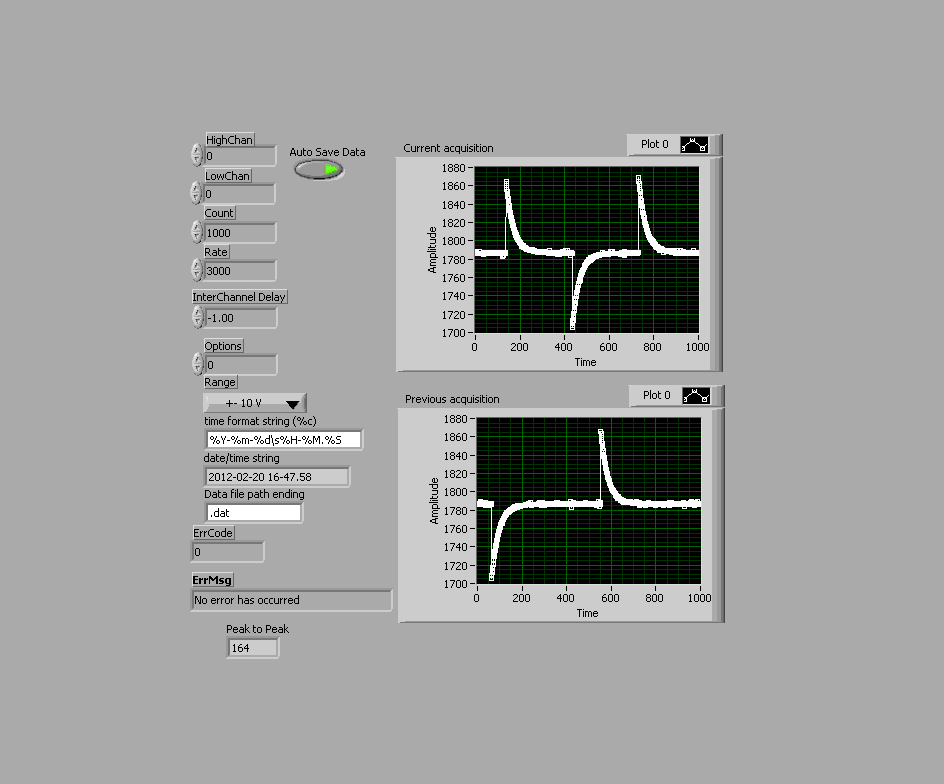 HighChan
0
Auto Save Data
LowChan
0
Count
1000
Rate
3000
InterChannel Delay
-1.00
Options
0
Range
+- 10 V
time format string (%c)
%Y-%m-%d\s%H-%M.%S
date/time string
2012-02-20 16-47.58
Data file path ending
.dat
ErrCode
0
ErrMsg
No error has occurred
Peak to Peak
164
Current acquisition
Plot 0
1880
1860
1840
1820
1800
1780
1760
1740
1720
1700
Amplitude
0 200 400 600 800 1000
Time
Previous acquisition
Plot 0
1880
1860
1840
1820
1800
1780
1760
1740
1720
1700
Amplitude
0 200 400 600 800 1000
Time